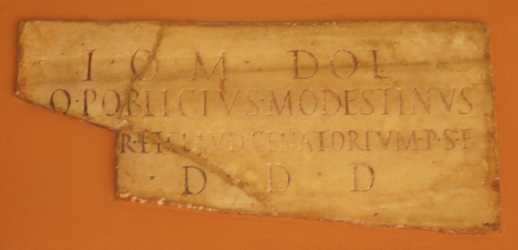 I · O · M · DOL
Q · POBLICIVS · MODESTINVS
CENATORIVM · P · S · F
D D D